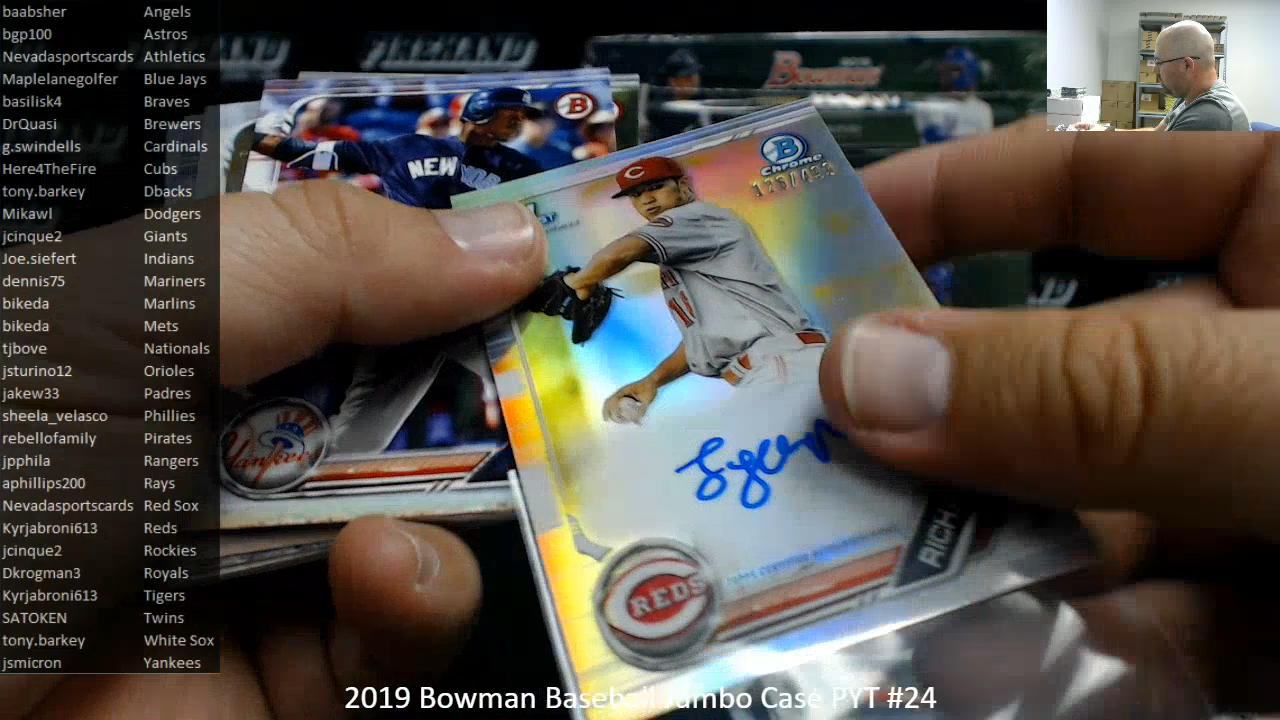 baabsher Angels
bgp100 Astros
Nevadasportscards Athletics
Maplelanegolfer Blue Jays
basilisk4 Braves
DrQuasi Brewers
g.swindells Cardinals
Here4TheFire Cubs
tony.barkey Dbacks
Mikawl Dodgers
jcinque2 Giants
Joe.siefert Indians
dennis75 Mariners
bikeda Marlins
bikeda Mets
tjbove Nationals
jsturino12 Orioles
jakew33 Padres
sheela_velasco Phillies
rebellofamily Pirates
jpphila Rangers
aphillips200 Rays
Nevadasportscards Red Sox
Kyrjabroni613 Reds
jcinque2 Rockies
Dkrogman3 Royals
Kyrjabroni613 Tigers
SATOKEN Twins
tony.barkey White Sox
jsmicron Yankees
Bowman
B
NEW YORK
Yankees
B
Chrome
C
REDS
RICH
2019 Bowman Baseball Jumbo Case PYT #24